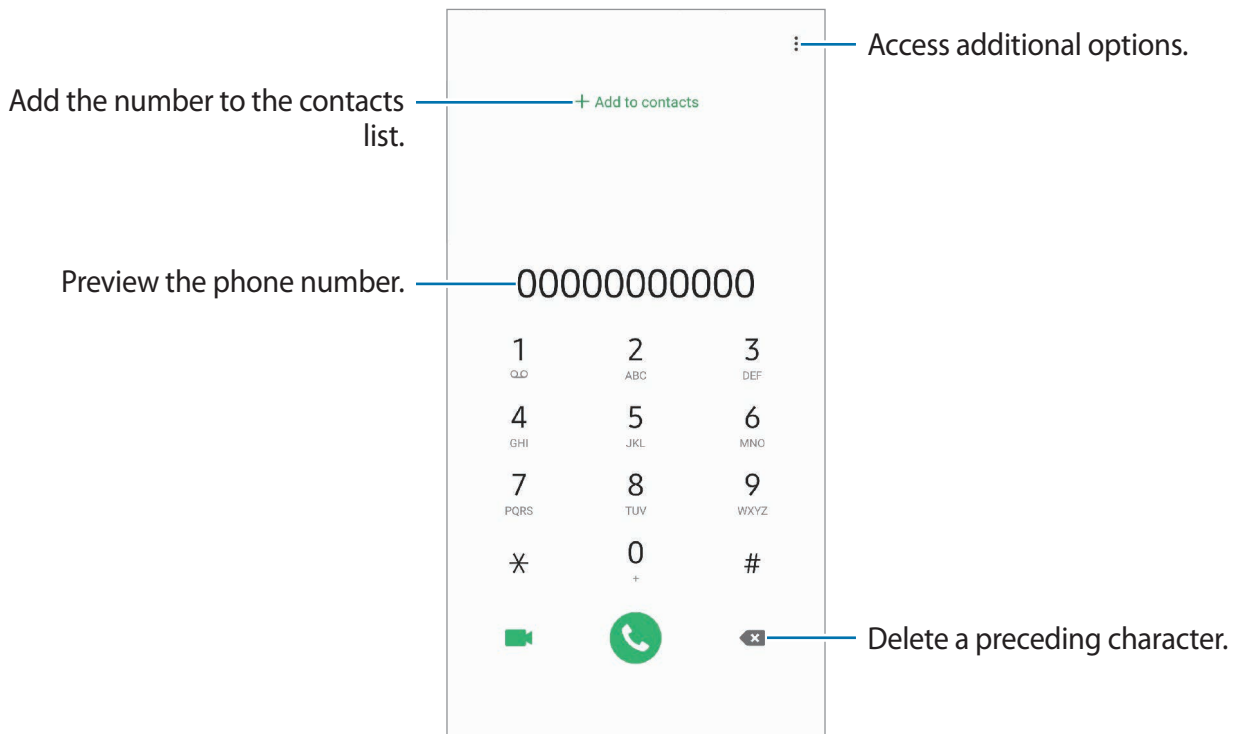 Access additional options.
Add the number to the contacts
list.
+ Add to contacts
Preview the phone number.
00000000000
1 2 3
ABC DEF
4 5 6
GHI JKL MNO
7 8 9
PQRS TUV WXYZ
* 0 #
+
Delete a preceding character.